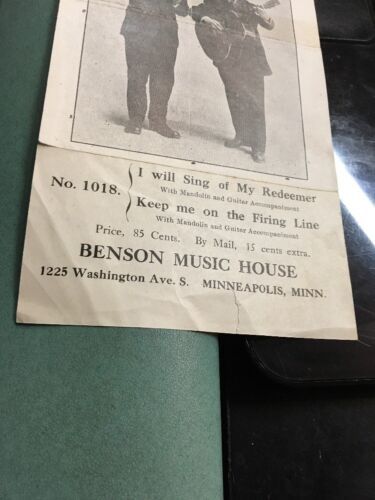 No. 1018.
I will Sing of My Redeemer
With Mandolin and Guitar Accompaniment
Keep me on the Firing Line
With Mandolin and Guitar Accompaniment
Price, 85 Cents. By Mail, 15 cents extra.
BENSON MUSIC HOUSE
1225 Washington Ave. S. MINNEAPOLIS, MINN.